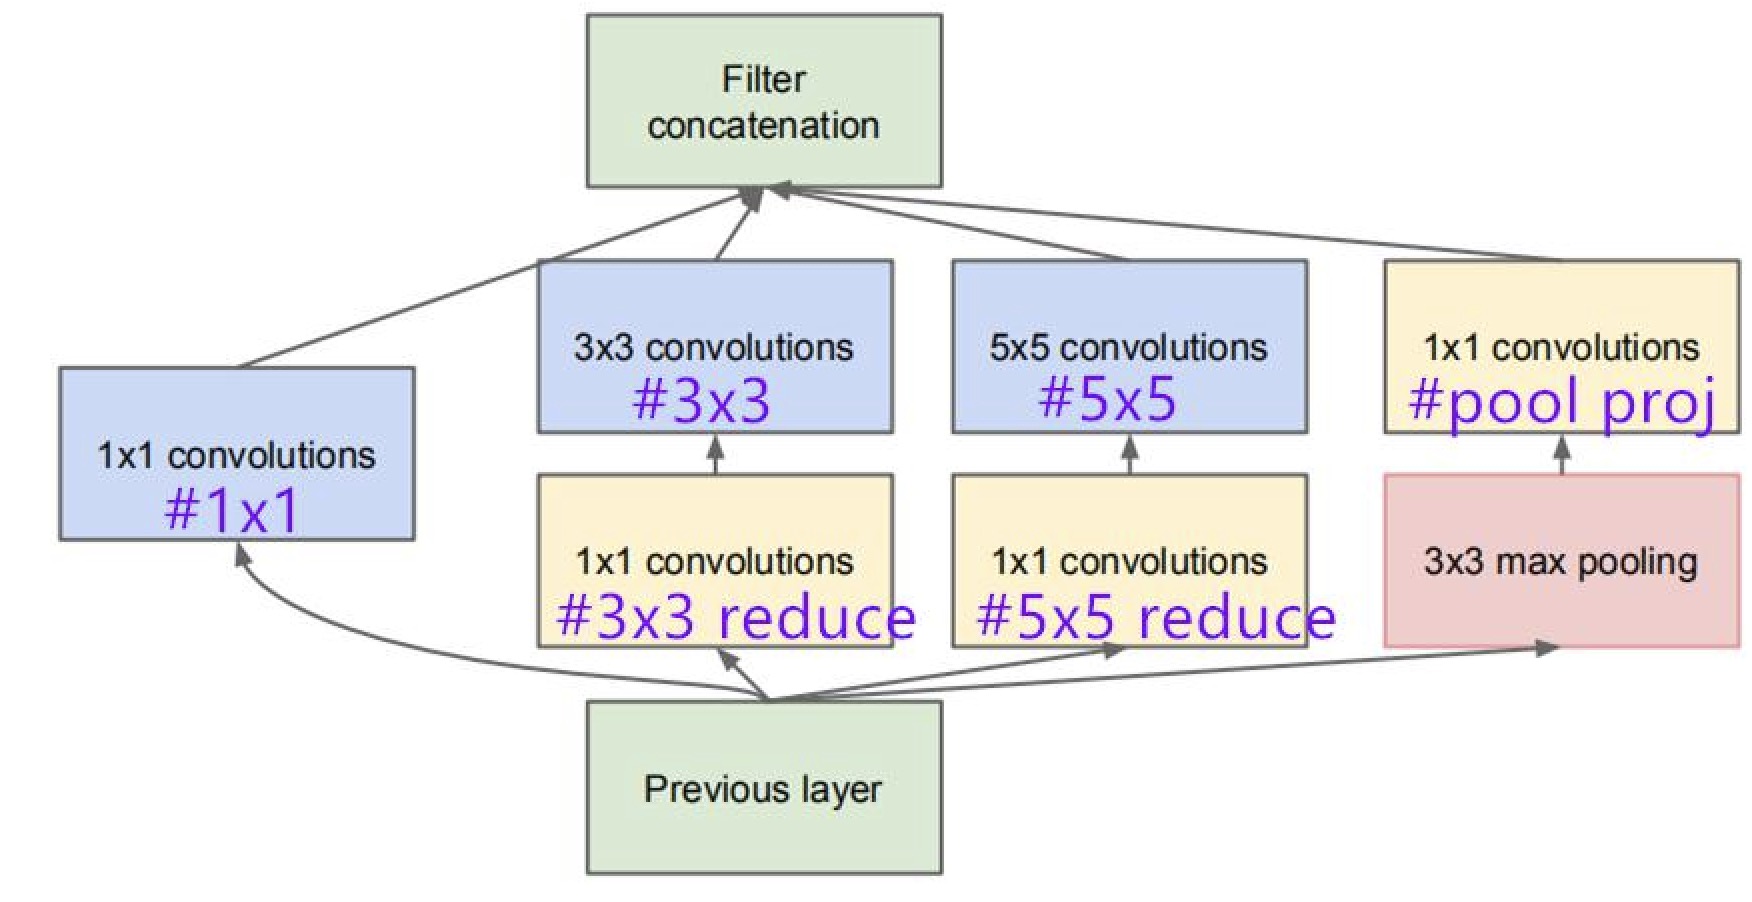 Filter
concatenation
3x3 convolutions
#3x3
5x5 convolutions
#5x5
1x1 convolutions
#pool proj
1x1 convolutions
#1x1
1x1 convolutions
#3x3 reduce
1x1 convolutions
#5x5 reduce
3x3 max pooling
Previous layer